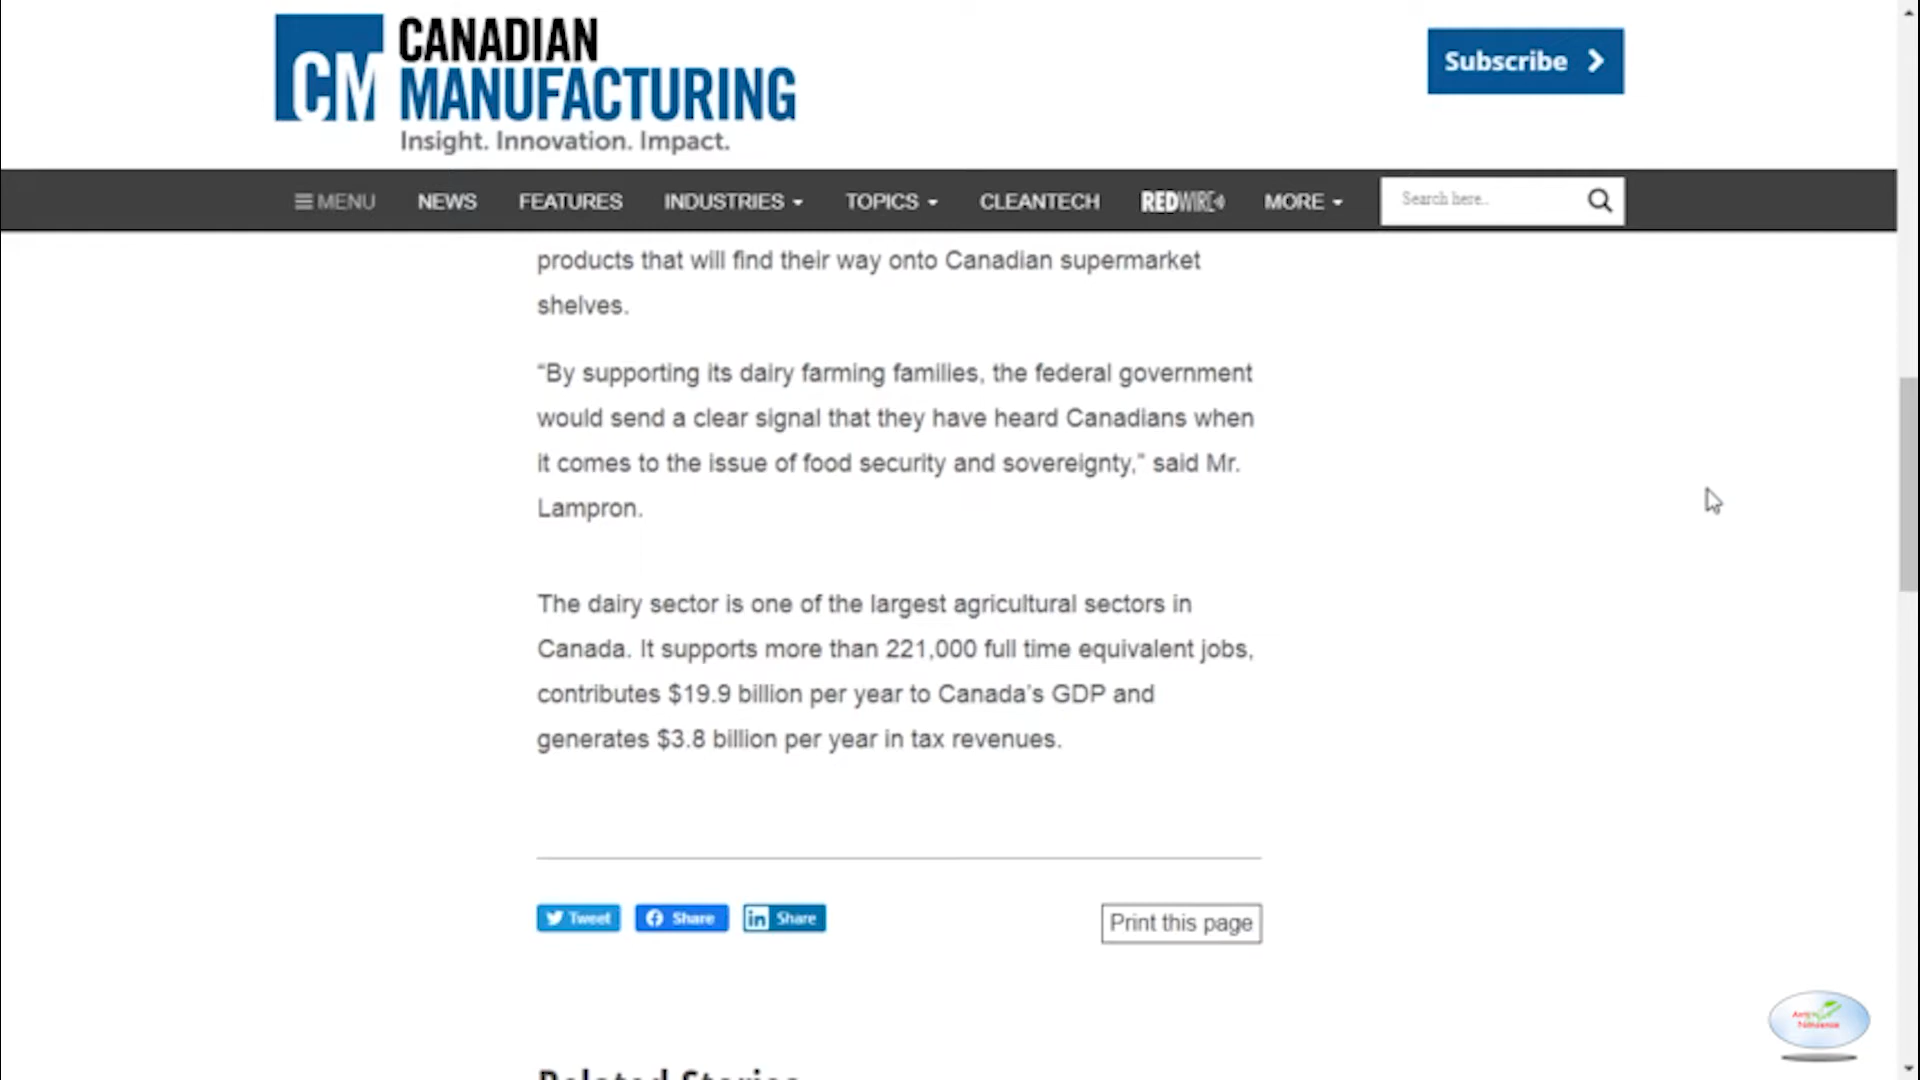 CM CANADIAN
MANUFACTURING
Insight. Innovation. Impact.
Subscribe
MENU NEWS FEATURES INDUSTRIES TOPICS CLEANTECH REDWIRE MORE Search here..
products that will find their way onto Canadian supermarket
shelves.
“By supporting its dairy farming families, the federal government
would send a clear signal that they have heard Canadians when
it comes to the issue of food security and sovereignty,” said Mr.
Lampron.
The dairy sector is one of the largest agricultural sectors in
Canada. It supports more than 221,000 full time equivalent jobs,
contributes $19.9 billion per year to Canada’s GDP and
generates $3.8 billion per year in tax revenues.
Tweet Share in Share Print this page
Nonsense
Related Stories